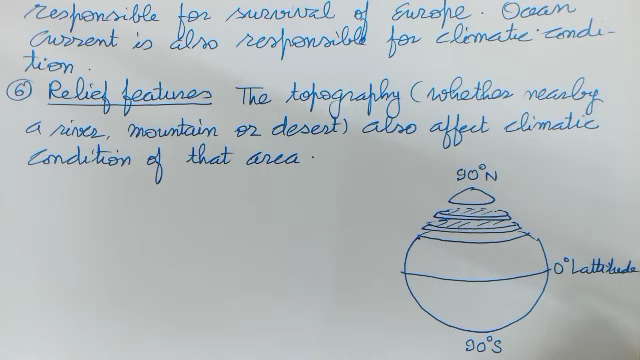 responsible for survival of Europe. Ocean
current is also responsible for climatic condi-
tion.
⑥ Relief features The topography (whether nearby
a river, mountain or desert) also affect climatic
condition of that area.
90°N
0° Lattitude
90°S